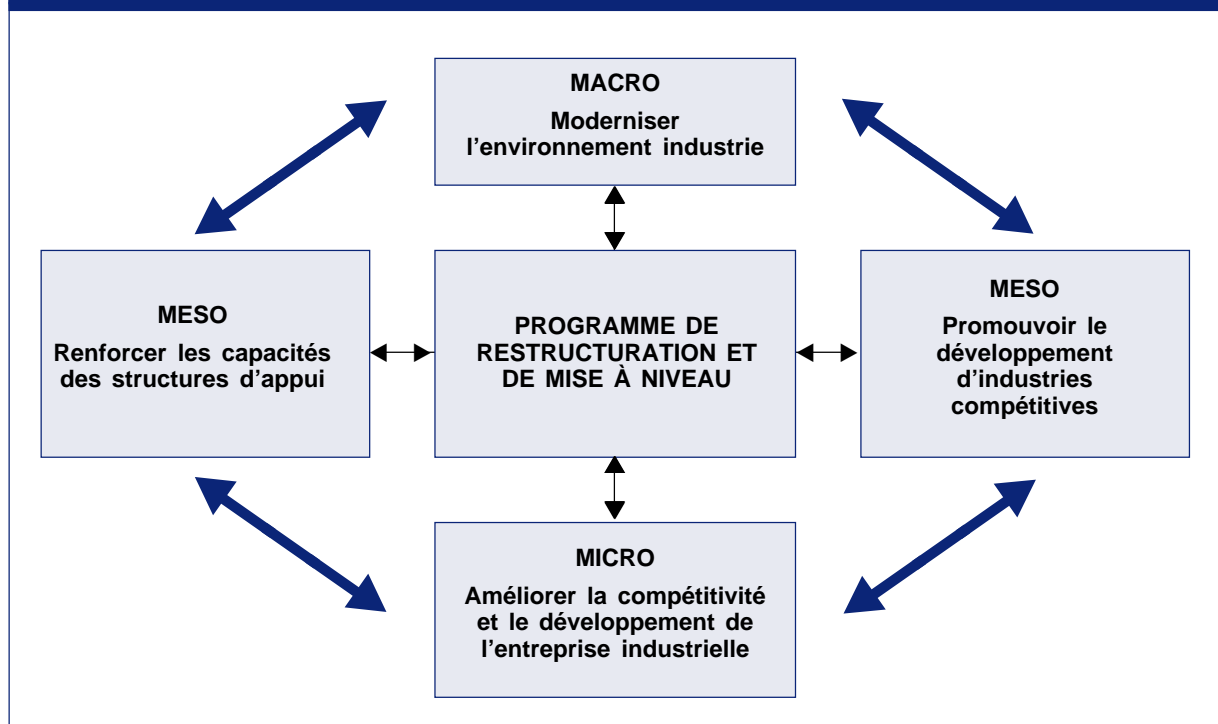 MACRO
Moderniser
l'environnement industrie
MESO
Renforcer les capacités
des structures d'appui
PROGRAMME DE
RESTRUCTURATION ET
DE MISE À NIVEAU
MESO
Promouvoir le
développement
d'industries
compétitives
MICRO
Améliorer la compétitivité
et le développement de
l'entreprise industrielle